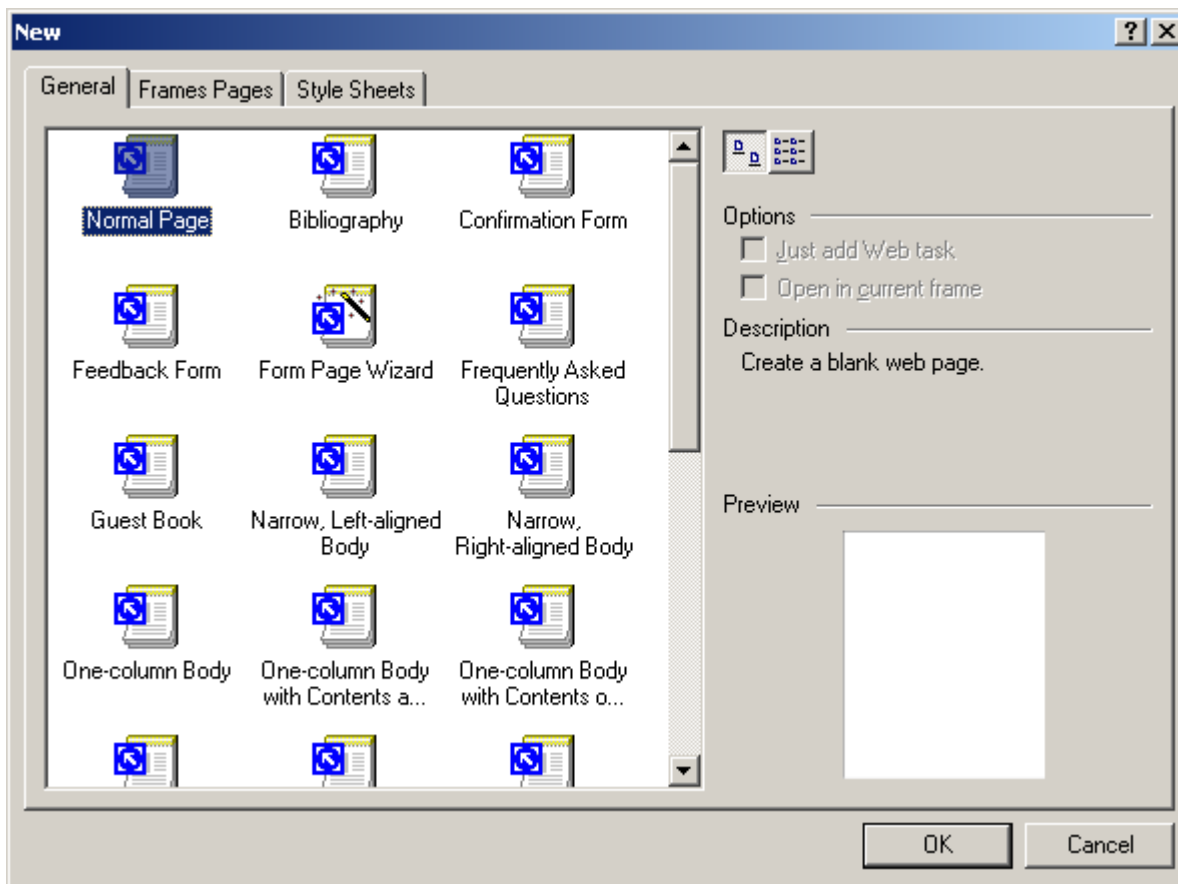 New
General
Frames Pages
Style Sheets
Normal Page
Bibliography
Confirmation Form
Feedback Form
Form Page Wizard
Frequently Asked
Questions
Guest Book
Narrow, Left-aligned
Body
Narrow,
Right-aligned Body
One-column Body
One-column Body
with Contents a...
One-column Body
with Contents o...
Options
Just add Web task
Open in current frame
Description
Create a blank web page.
Preview
OK
Cancel